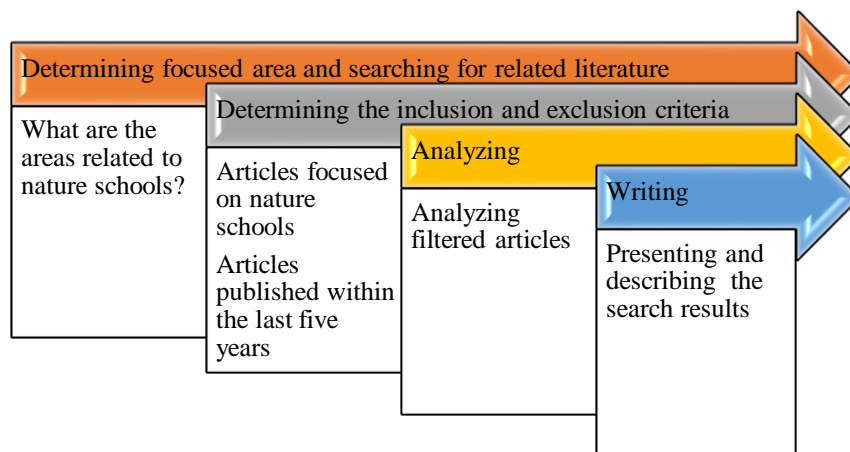 Determining focused area and searching for related literature
What are the
areas related to
nature schools?
Determining the inclusion and exclusion criteria
Articles focused
on nature
schools
Articles
published within
the last five
years
Analyzing
Analyzing
filtered articles
Writing
Presenting and
describing the
search results